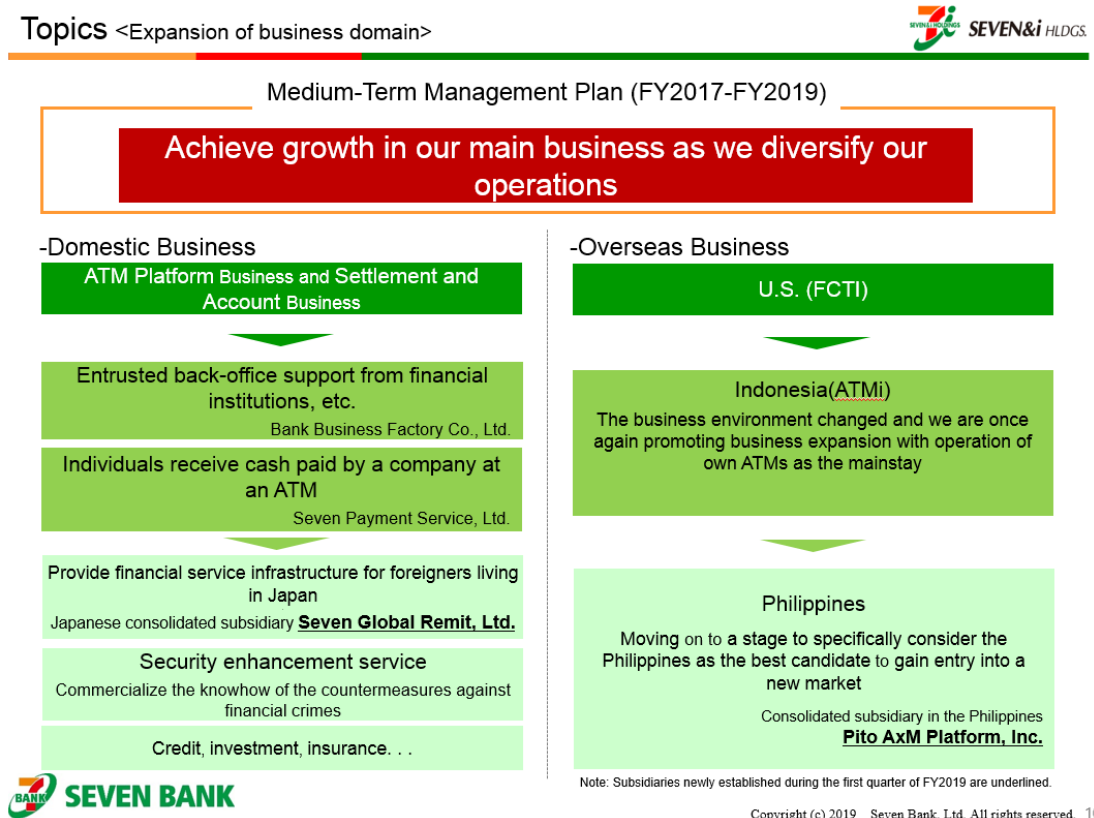 Topics <Expansion of business domain>
SEVEN&i HOLDINGS
SEVEN&i HLDGS.
Medium-Term Management Plan (FY2017-FY2019)
Achieve growth in our main business as we diversify our
operations
-Domestic Business
ATM Platform Business and Settlement and
Account Business
Entrusted back-office support from financial
institutions, etc.
Bank Business Factory Co., Ltd.
Individuals receive cash paid by a company at
an ATM
Seven Payment Service, Ltd.
Provide financial service infrastructure for foreigners living
in Japan
Japanese consolidated subsidiary Seven Global Remit, Ltd.
Security enhancement service
Commercialize the knowhow of the countermeasures against
financial crimes
Credit, investment, insurance. . .
-Overseas Business
U.S. (FCTI)
Indonesia(ATMi)
The business environment changed and we are once
again promoting business expansion with operation of
own ATMs as the mainstay
Philippines
Moving on to a stage to specifically consider the
Philippines as the best candidate to gain entry into a
new market
Consolidated subsidiary in the Philippines
Pito AxM Platform, Inc.
Note: Subsidiaries newly established during the first quarter of FY2019 are underlined.
BANK
SEVEN BANK
Copyright (c) 2019 Seven Bank, Ltd. All rights reserved.